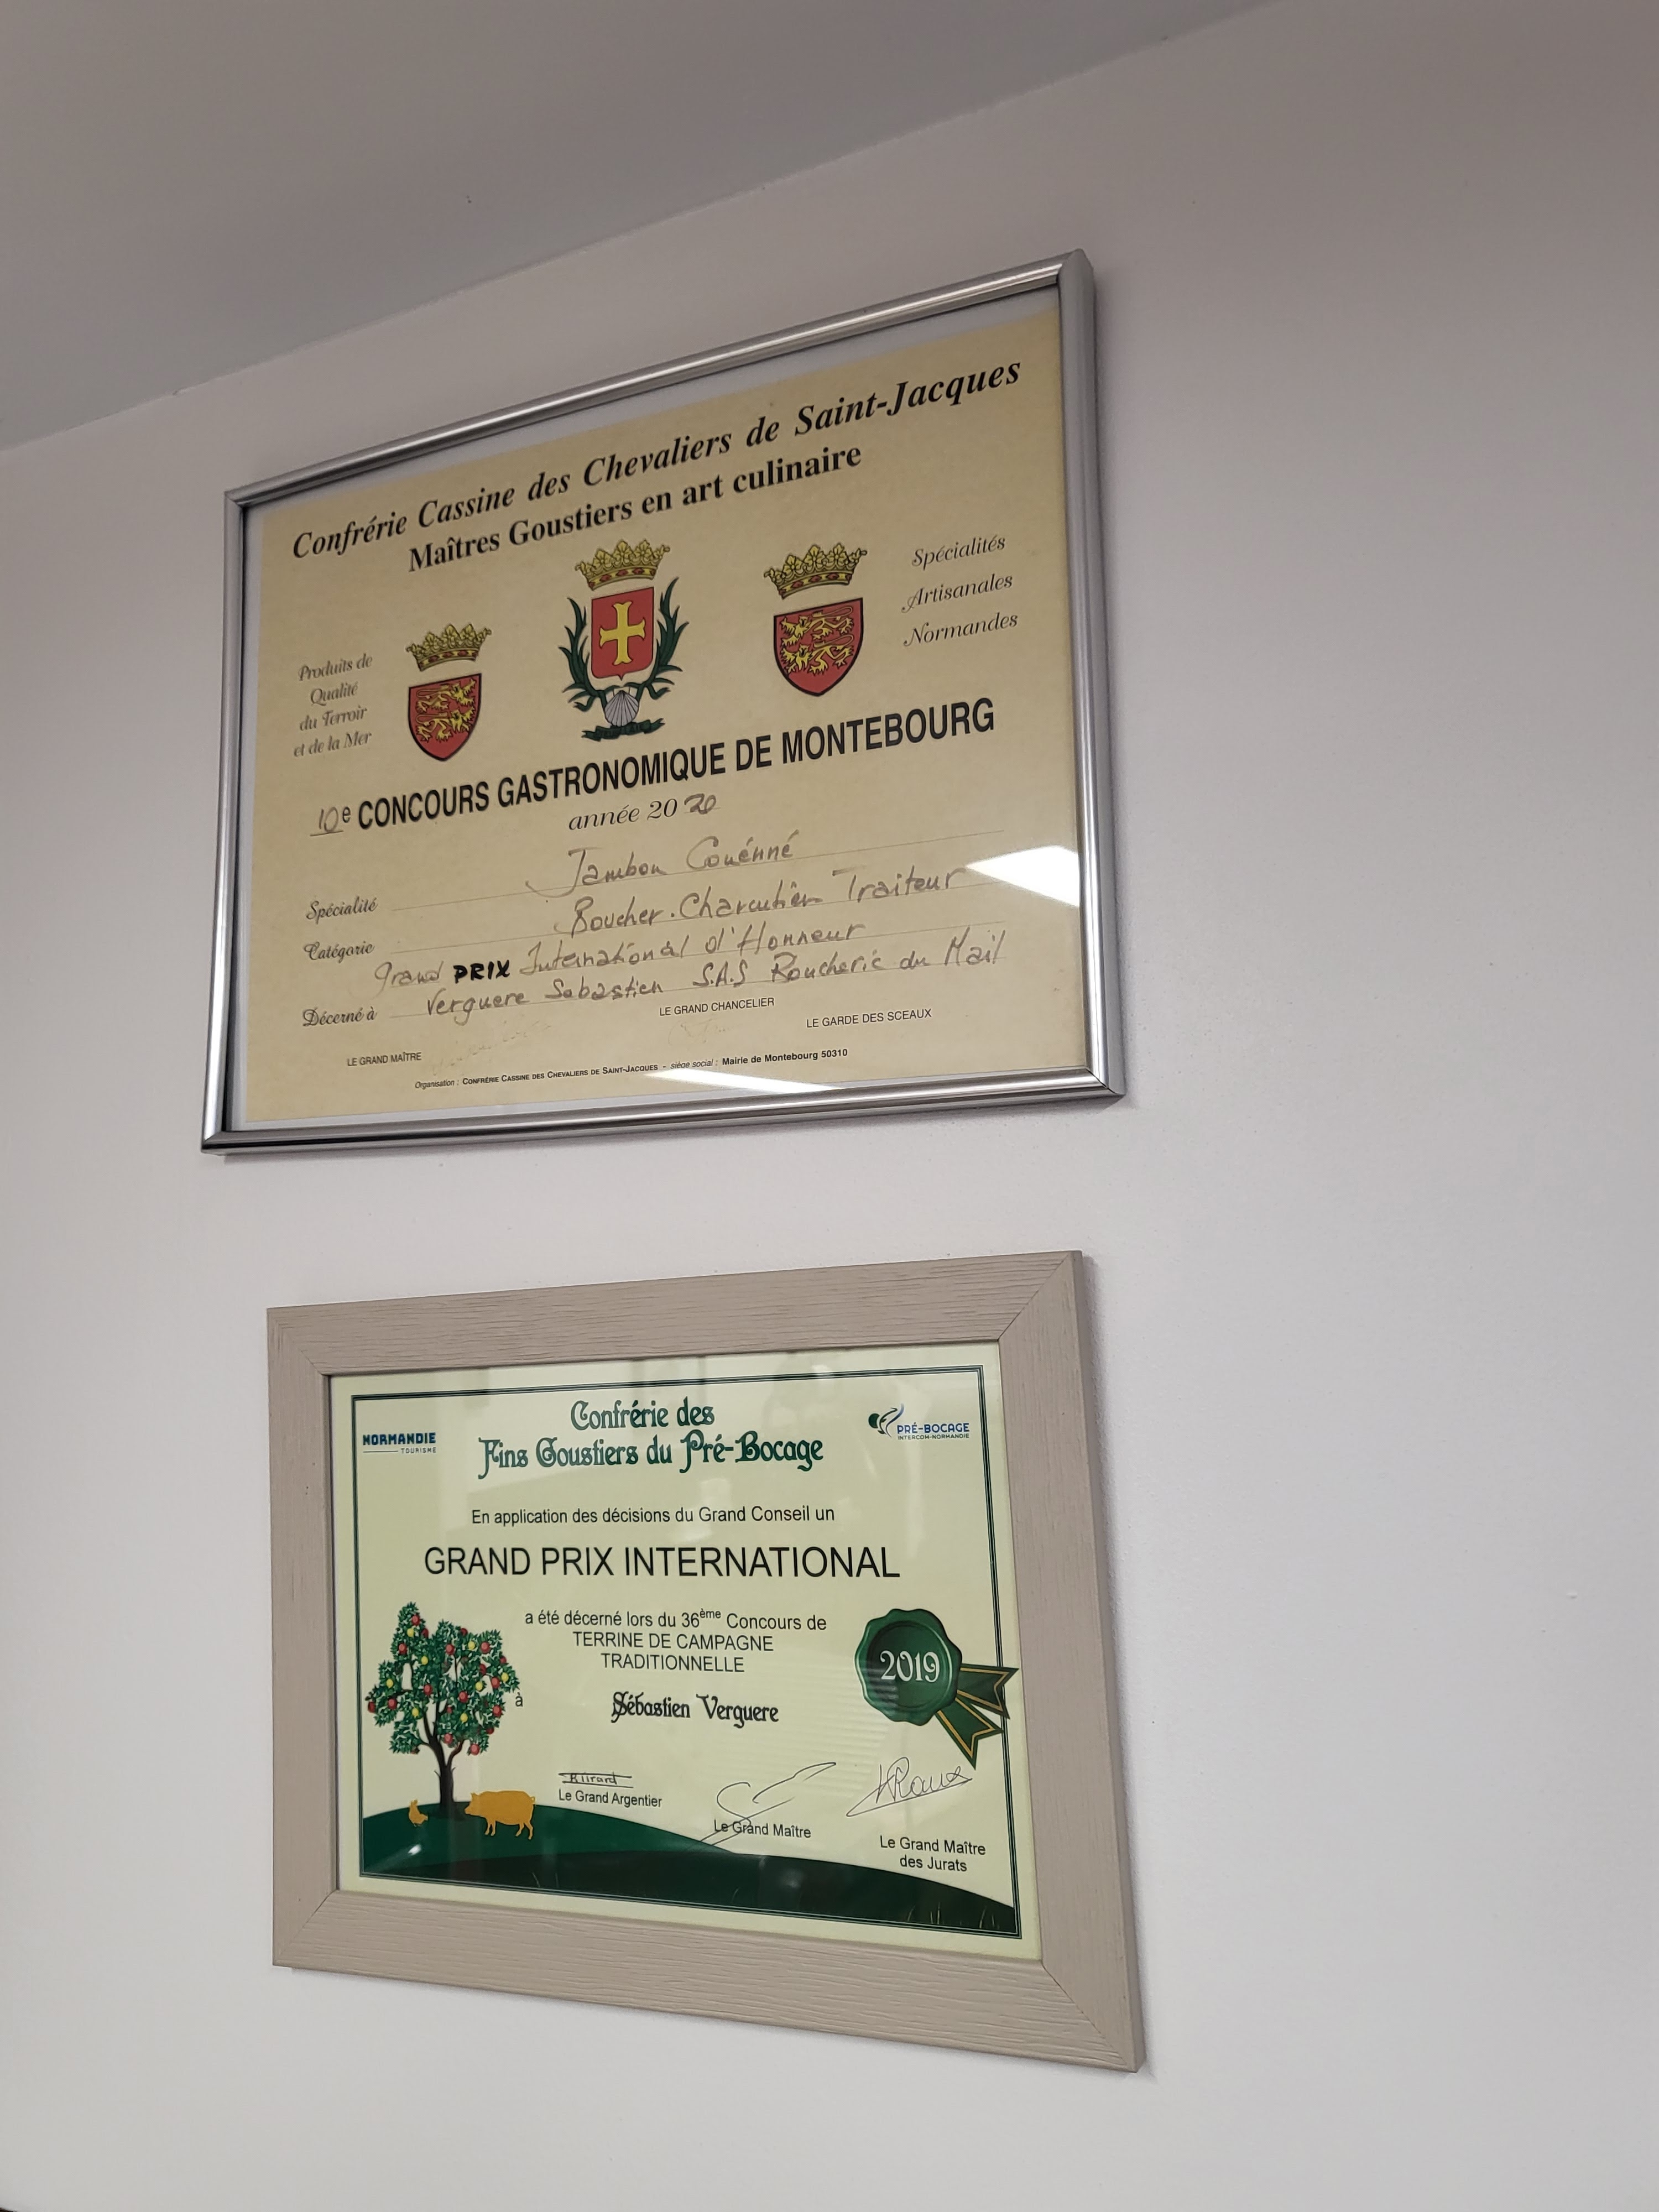 Confrérie Cassine des Chevaliers de Saint-Jacques
Maîtres Goustiers en art culinaire
Produits de
Qualité
du Terroir
et de la Mer
Spécialités
Artisanales
Normandes
10e CONCOURS GASTRONOMIQUE DE MONTEBOURG
année 2020
Spécialité Jambon Couénné
Catégorie Boucher. Charcutier Traiteur
Grand PRIX International d'Honneur
Décerné à Verguere Sebastien S.A.S Boucherie du Mail
LE GRAND MAÎTRE
LE GRAND CHANCELIER
LE GARDE DES SCEAUX
Organisation : CONFRÉRIE CASSINE DES CHEVALIERS DE SAINT-JACQUES - siège social : Mairie de Montebourg 50310
NORMANDIE
TOURISME
Confrérie des
Fins Goustiers du Pré-Bocage
PRÉ-BOCAGE
INTERCOM·NORMANDIE
En application des décisions du Grand Conseil un
GRAND PRIX INTERNATIONAL
a été décerné lors du 36ème Concours de
TERRINE DE CAMPAGNE
TRADITIONNELLE
à
Sébastien Verguere
2019
Le Grand Argentier
Le Grand Maître
Le Grand Maître
des Jurats